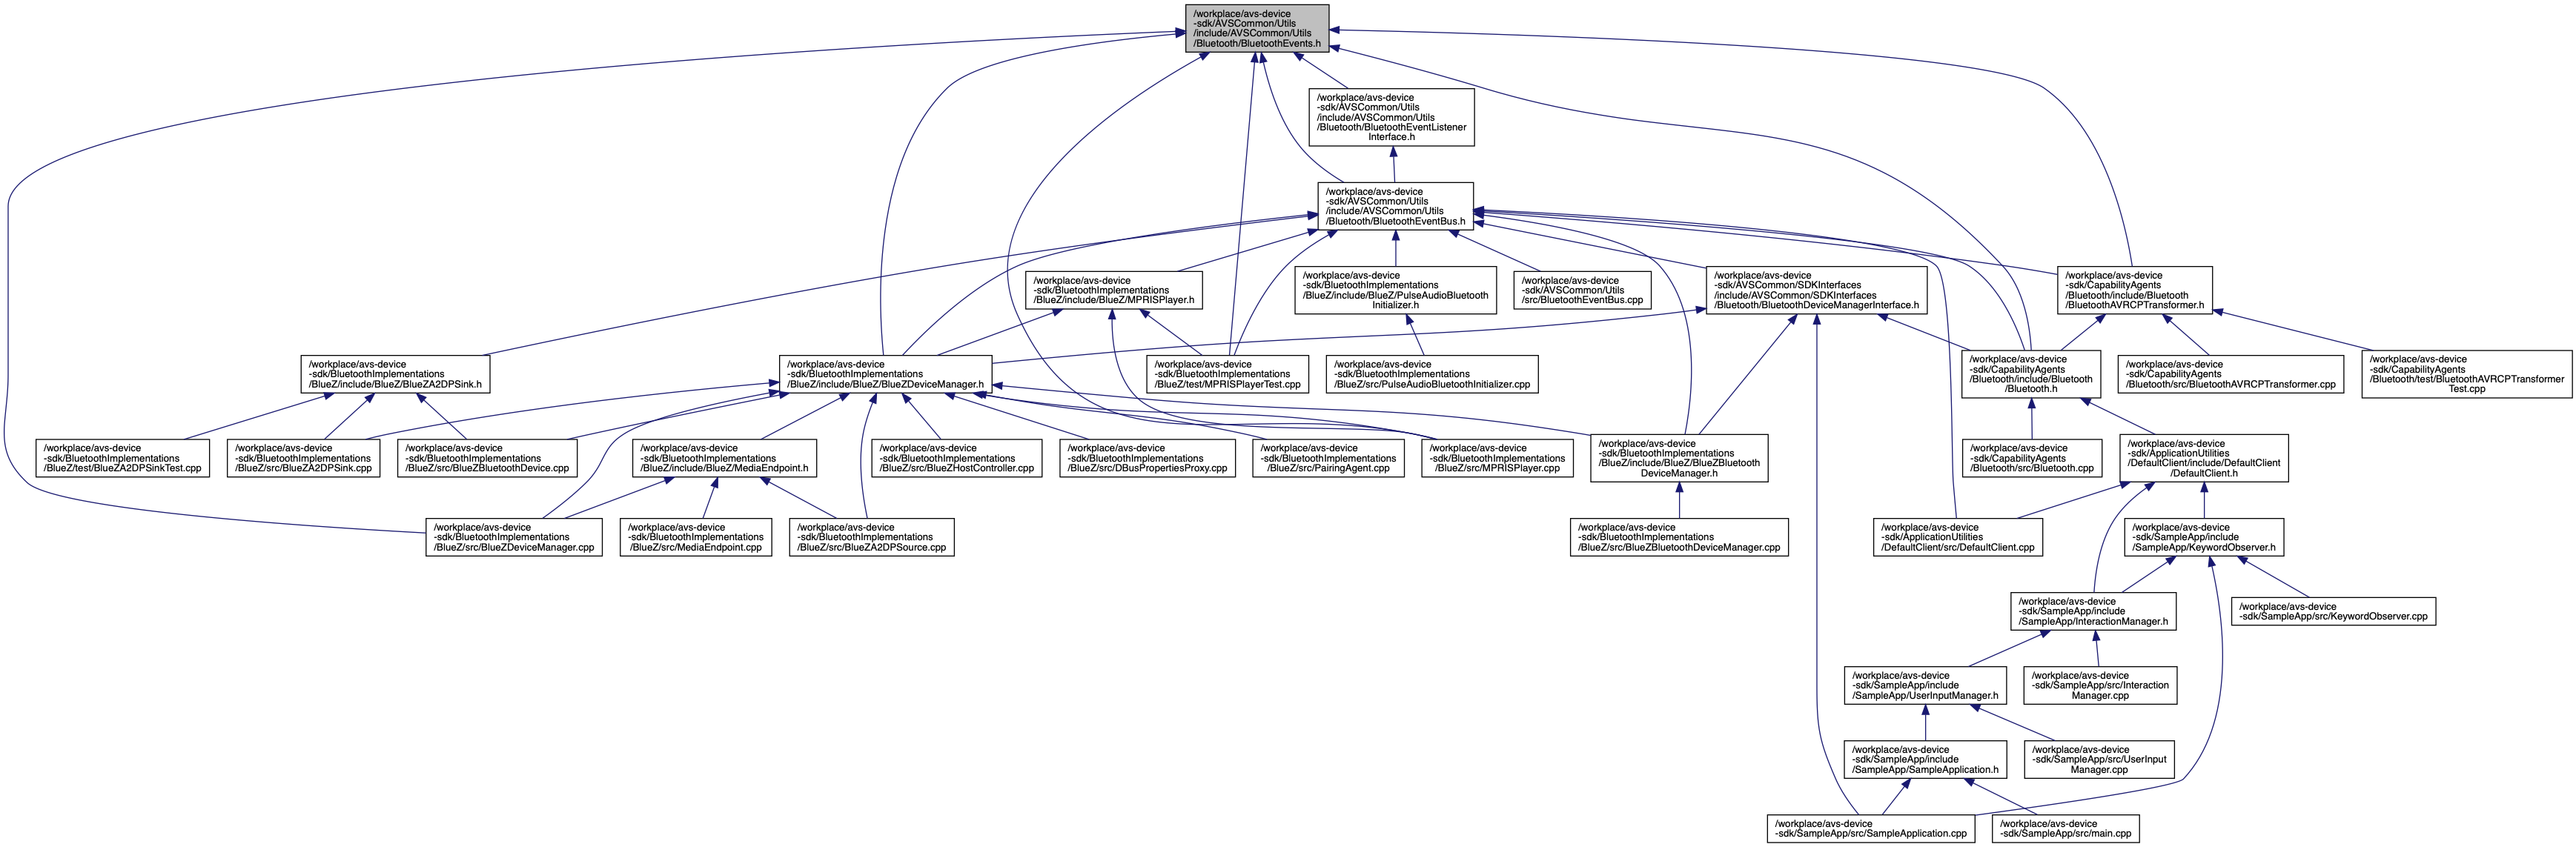 /workplace/avs-device
-sdk/AVSCommon/Utils
/include/AVSCommon/Utils
/Bluetooth/BluetoothEvents.h
/workplace/avs-device
-sdk/AVSCommon/Utils
/include/AVSCommon/Utils
/Bluetooth/BluetoothEventListener
Interface.h
/workplace/avs-device
-sdk/AVSCommon/Utils
/include/AVSCommon/Utils
/Bluetooth/BluetoothEventBus.h
/workplace/avs-device
-sdk/BluetoothImplementations
/BlueZ/include/BlueZ/MPRISPlayer.h
/workplace/avs-device
-sdk/BluetoothImplementations
/BlueZ/include/BlueZ/PulseAudioBluetooth
Initializer.h
/workplace/avs-device
-sdk/AVSCommon/Utils
/src/BluetoothEventBus.cpp
/workplace/avs-device
-sdk/AVSCommon/SDKInterfaces
/include/AVSCommon/SDKInterfaces
/Bluetooth/BluetoothDeviceManagerInterface.h
/workplace/avs-device
-sdk/CapabilityAgents
/Bluetooth/include/Bluetooth
/BluetoothAVRCPTransformer.h
/workplace/avs-device
-sdk/BluetoothImplementations
/BlueZ/include/BlueZ/BlueZA2DPSink.h
/workplace/avs-device
-sdk/BluetoothImplementations
/BlueZ/include/BlueZ/BlueZDeviceManager.h
/workplace/avs-device
-sdk/BluetoothImplementations
/BlueZ/test/MPRISPlayerTest.cpp
/workplace/avs-device
-sdk/BluetoothImplementations
/BlueZ/src/PulseAudioBluetoothInitializer.cpp
/workplace/avs-device
-sdk/CapabilityAgents
/Bluetooth/include/Bluetooth
/Bluetooth.h
/workplace/avs-device
-sdk/CapabilityAgents
/Bluetooth/src/BluetoothAVRCPTransformer.cpp
/workplace/avs-device
-sdk/CapabilityAgents
/Bluetooth/test/BluetoothAVRCPTransformer
Test.cpp
/workplace/avs-device
-sdk/BluetoothImplementations
/BlueZ/test/BlueZA2DPSinkTest.cpp
/workplace/avs-device
-sdk/BluetoothImplementations
/BlueZ/src/BlueZA2DPSink.cpp
/workplace/avs-device
-sdk/BluetoothImplementations
/BlueZ/src/BlueZBluetoothDevice.cpp
/workplace/avs-device
-sdk/BluetoothImplementations
/BlueZ/include/BlueZ/MediaEndpoint.h
/workplace/avs-device
-sdk/BluetoothImplementations
/BlueZ/src/BlueZHostController.cpp
/workplace/avs-device
-sdk/BluetoothImplementations
/BlueZ/src/DBusPropertiesProxy.cpp
/workplace/avs-device
-sdk/BluetoothImplementations
/BlueZ/src/PairingAgent.cpp
/workplace/avs-device
-sdk/BluetoothImplementations
/BlueZ/src/MPRISPlayer.cpp
/workplace/avs-device
-sdk/BluetoothImplementations
/BlueZ/include/BlueZ/BlueZBluetooth
DeviceManager.h
/workplace/avs-device
-sdk/CapabilityAgents
/Bluetooth/src/Bluetooth.cpp
/workplace/avs-device
-sdk/ApplicationUtilities
/DefaultClient/include/DefaultClient
/DefaultClient.h
/workplace/avs-device
-sdk/BluetoothImplementations
/BlueZ/src/BlueZDeviceManager.cpp
/workplace/avs-device
-sdk/BluetoothImplementations
/BlueZ/src/MediaEndpoint.cpp
/workplace/avs-device
-sdk/BluetoothImplementations
/BlueZ/src/BlueZA2DPSource.cpp
/workplace/avs-device
-sdk/BluetoothImplementations
/BlueZ/src/BlueZBluetoothDeviceManager.cpp
/workplace/avs-device
-sdk/ApplicationUtilities
/DefaultClient/src/DefaultClient.cpp
/workplace/avs-device
-sdk/SampleApp/include
/SampleApp/KeywordObserver.h
/workplace/avs-device
-sdk/SampleApp/include
/SampleApp/InteractionManager.h
/workplace/avs-device
-sdk/SampleApp/src/KeywordObserver.cpp
/workplace/avs-device
-sdk/SampleApp/include
/SampleApp/UserInputManager.h
/workplace/avs-device
-sdk/SampleApp/src/Interaction
Manager.cpp
/workplace/avs-device
-sdk/SampleApp/include
/SampleApp/SampleApplication.h
/workplace/avs-device
-sdk/SampleApp/src/UserInput
Manager.cpp
/workplace/avs-device
-sdk/SampleApp/src/SampleApplication.cpp
/workplace/avs-device
-sdk/SampleApp/src/main.cpp